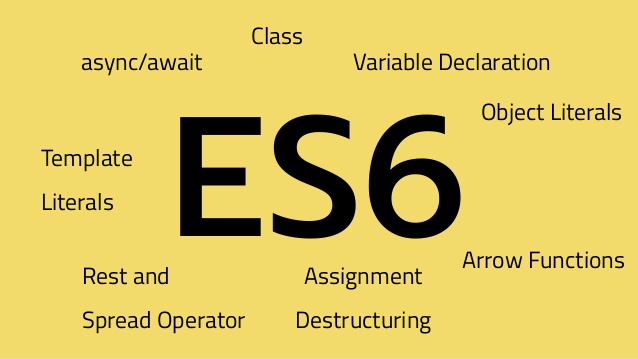 Class
async/await
Variable Declaration
Object Literals
ES6
Template
Literals
Arrow Functions
Rest and
Spread Operator
Assignment
Destructuring